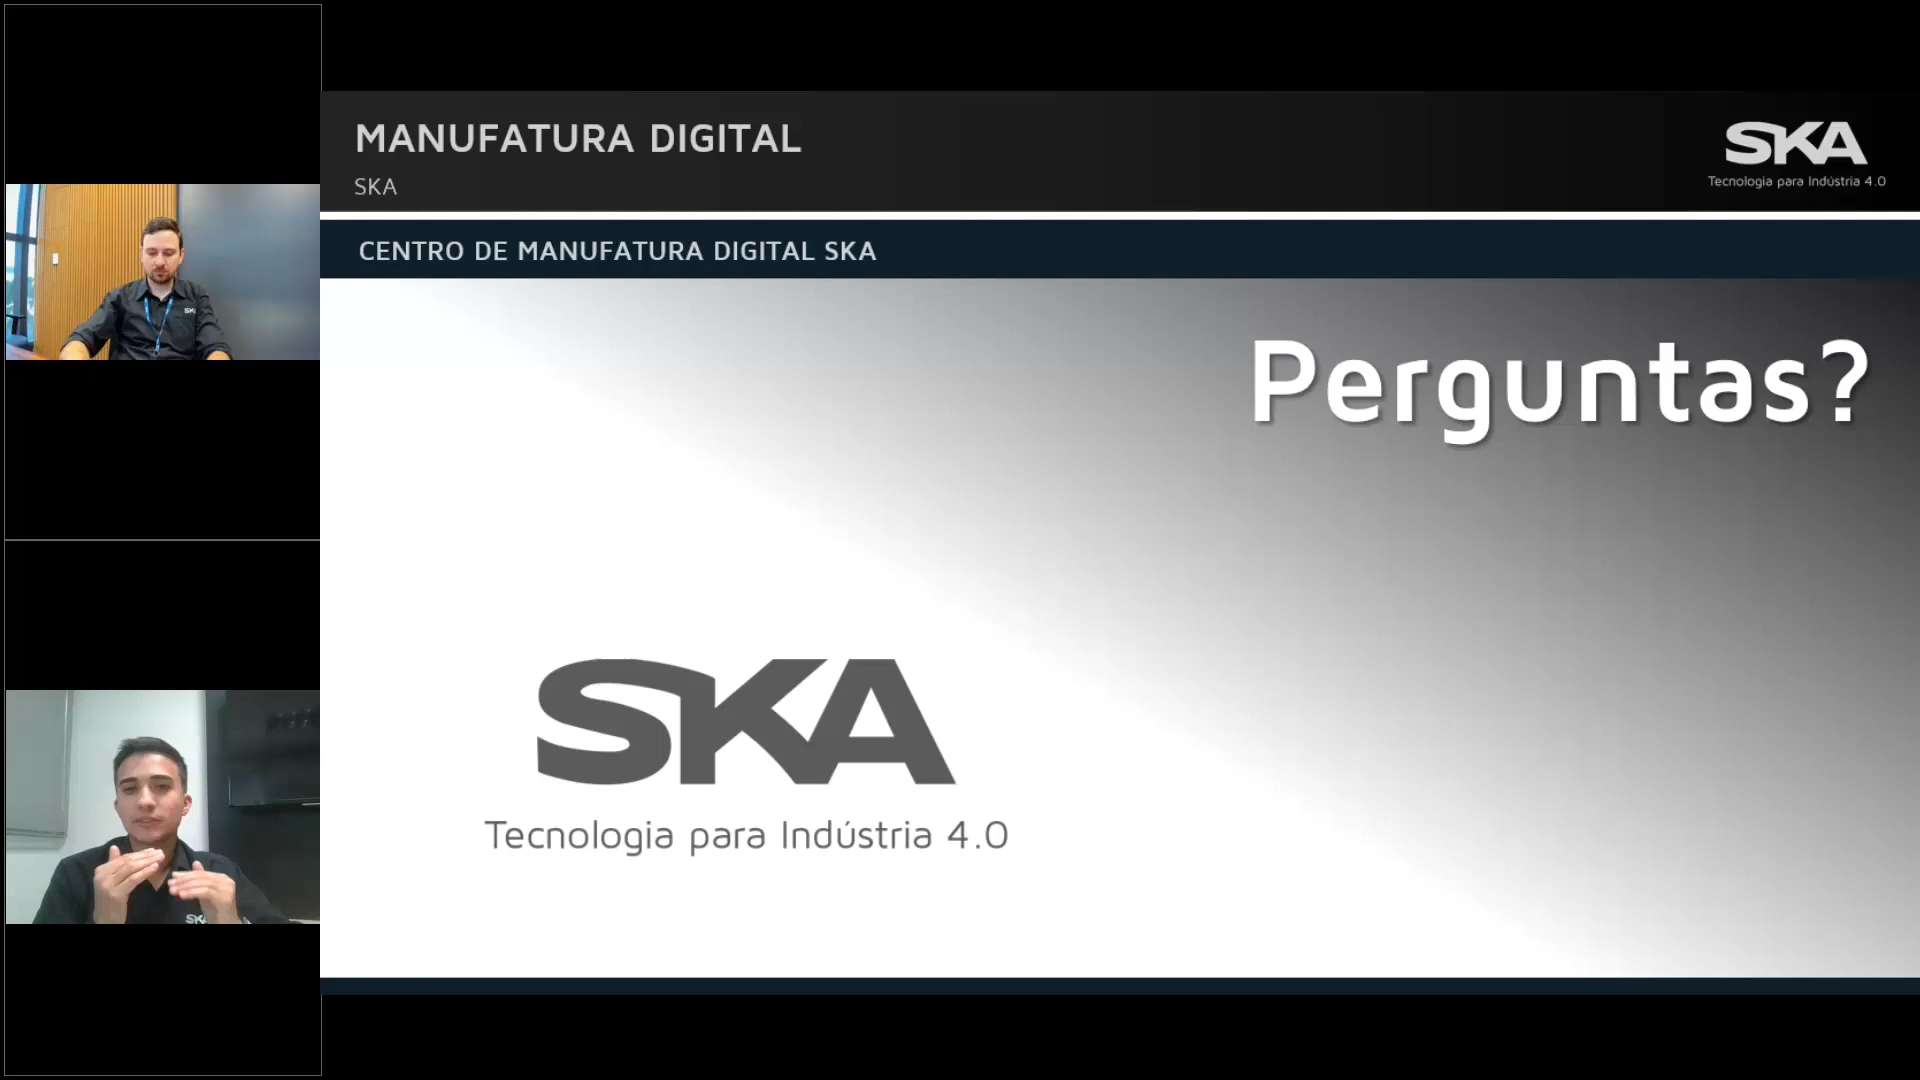 MANUFATURA DIGITAL
SKA
SKA
Tecnologia para Indústria 4.0
CENTRO DE MANUFATURA DIGITAL SKA
Perguntas?
SKA
Tecnologia para Indústria 4.0
SKA